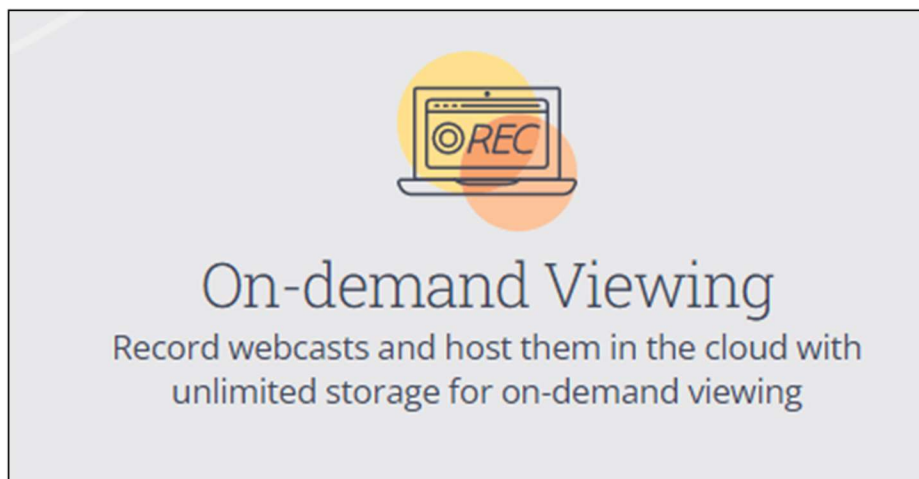 REC
On-demand Viewing
Record webcasts and host them in the cloud with
unlimited storage for on-demand viewing